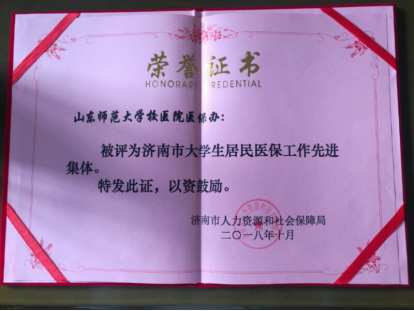 荣誉证书
HONORARY CREDENTIAL
山东师范大学校医院医保办：
被评为济南市大学生居民医保工作先进
集体。
特发此证，以资鼓励。
济南市人力资源和社会保障局
二〇一八年十月